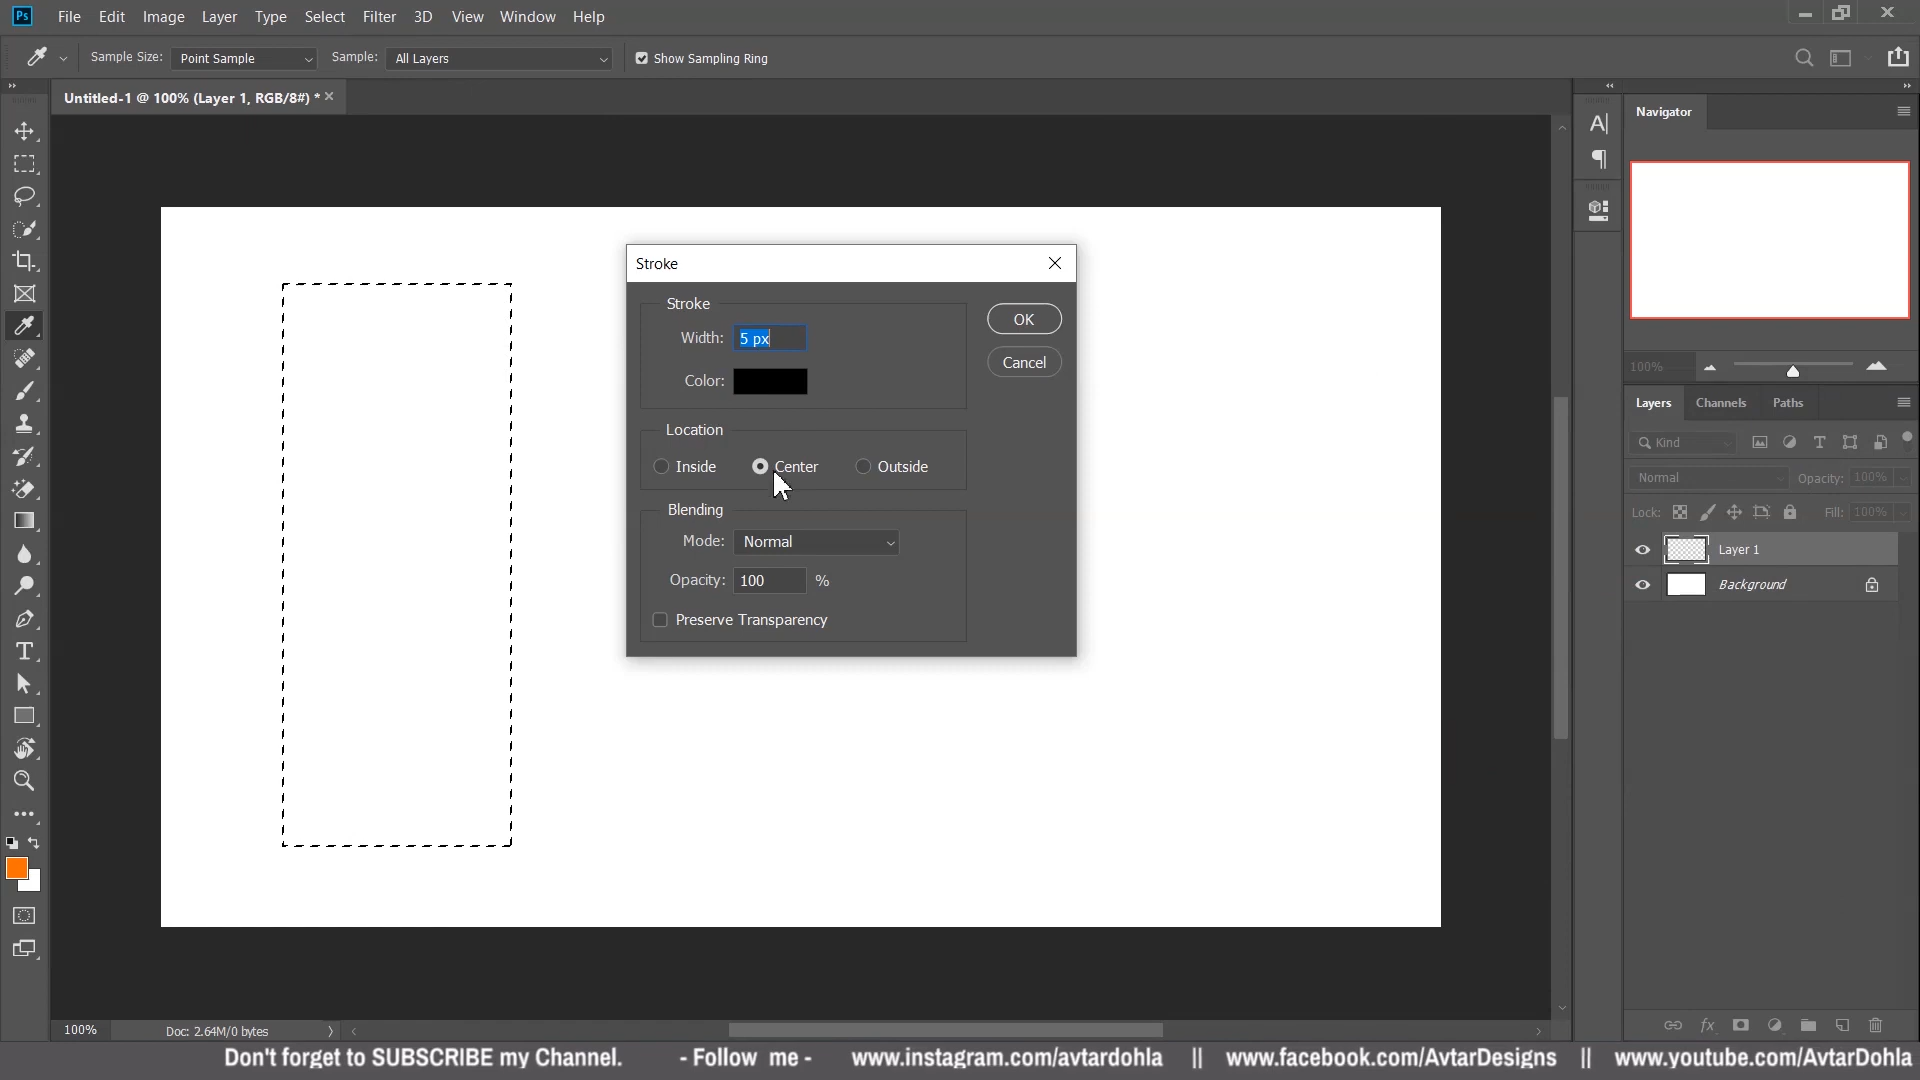 Ps File Edit Image Layer Type Select Filter 3D View Window Help
Sample Size: Point Sample Sample: All Layers Show Sampling Ring
Untitled-1 @ 100% (Layer 1, RGB/8#) *
Navigator
Stroke
Stroke
Width: 5 px
OK
Color:
Cancel
100%
Location
Layers Channels Paths
Kind
Inside Center Outside
Normal Opacity: 100%
Blending
Lock: Fill: 100%
Mode: Normal
Layer 1
Opacity: 100 %
Background
Preserve Transparency
100% Doc: 2.64M/0 bytes
Don't forget to SUBSCRIBE my Channel. - Follow me - www.instagram.com/avtardohla || www.facebook.com/AvtarDesigns || www.youtube.com/AvtarDohla